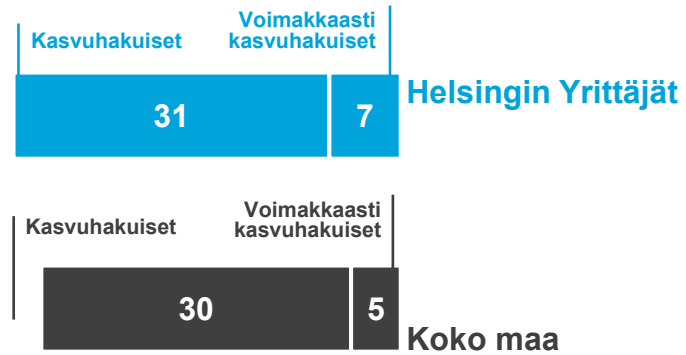 Kasvuhakuiset
Voimakkaasti
kasvuhakuiset
31
7
Helsingin Yrittäjät
Kasvuhakuiset
Voimakkaasti
kasvuhakuiset
30
5
Koko maa